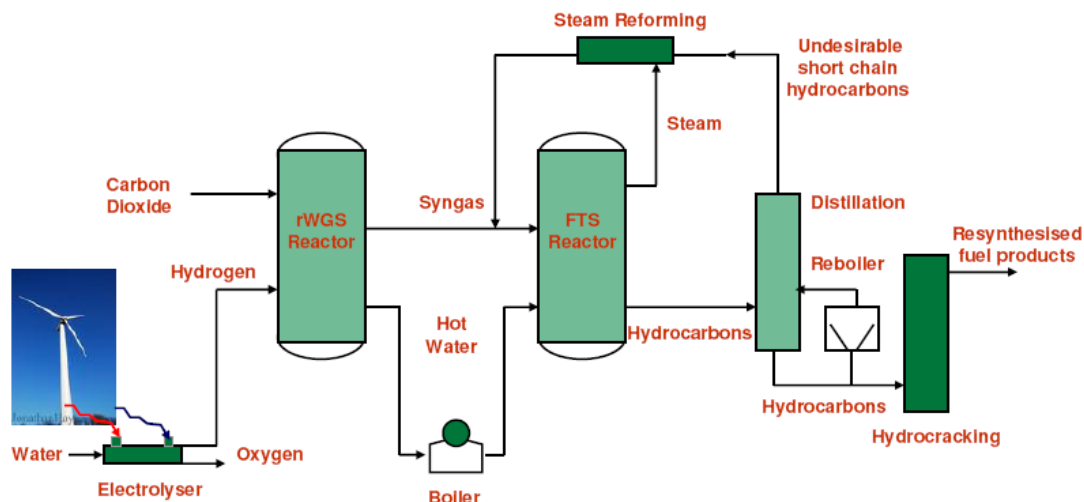 Steam Reforming
Undesirable
short chain
hydrocarbons
Steam
Carbon
Dioxide
rWGS
Reactor
Syngas
FTS
Reactor
Distillation
Resynthesised
fuel products
Hydrogen
Reboiler
Hot
Water
Hydrocarbons
Hydrocarbons
Hydrocracking
Water
Oxygen
Electrolyser
Boiler